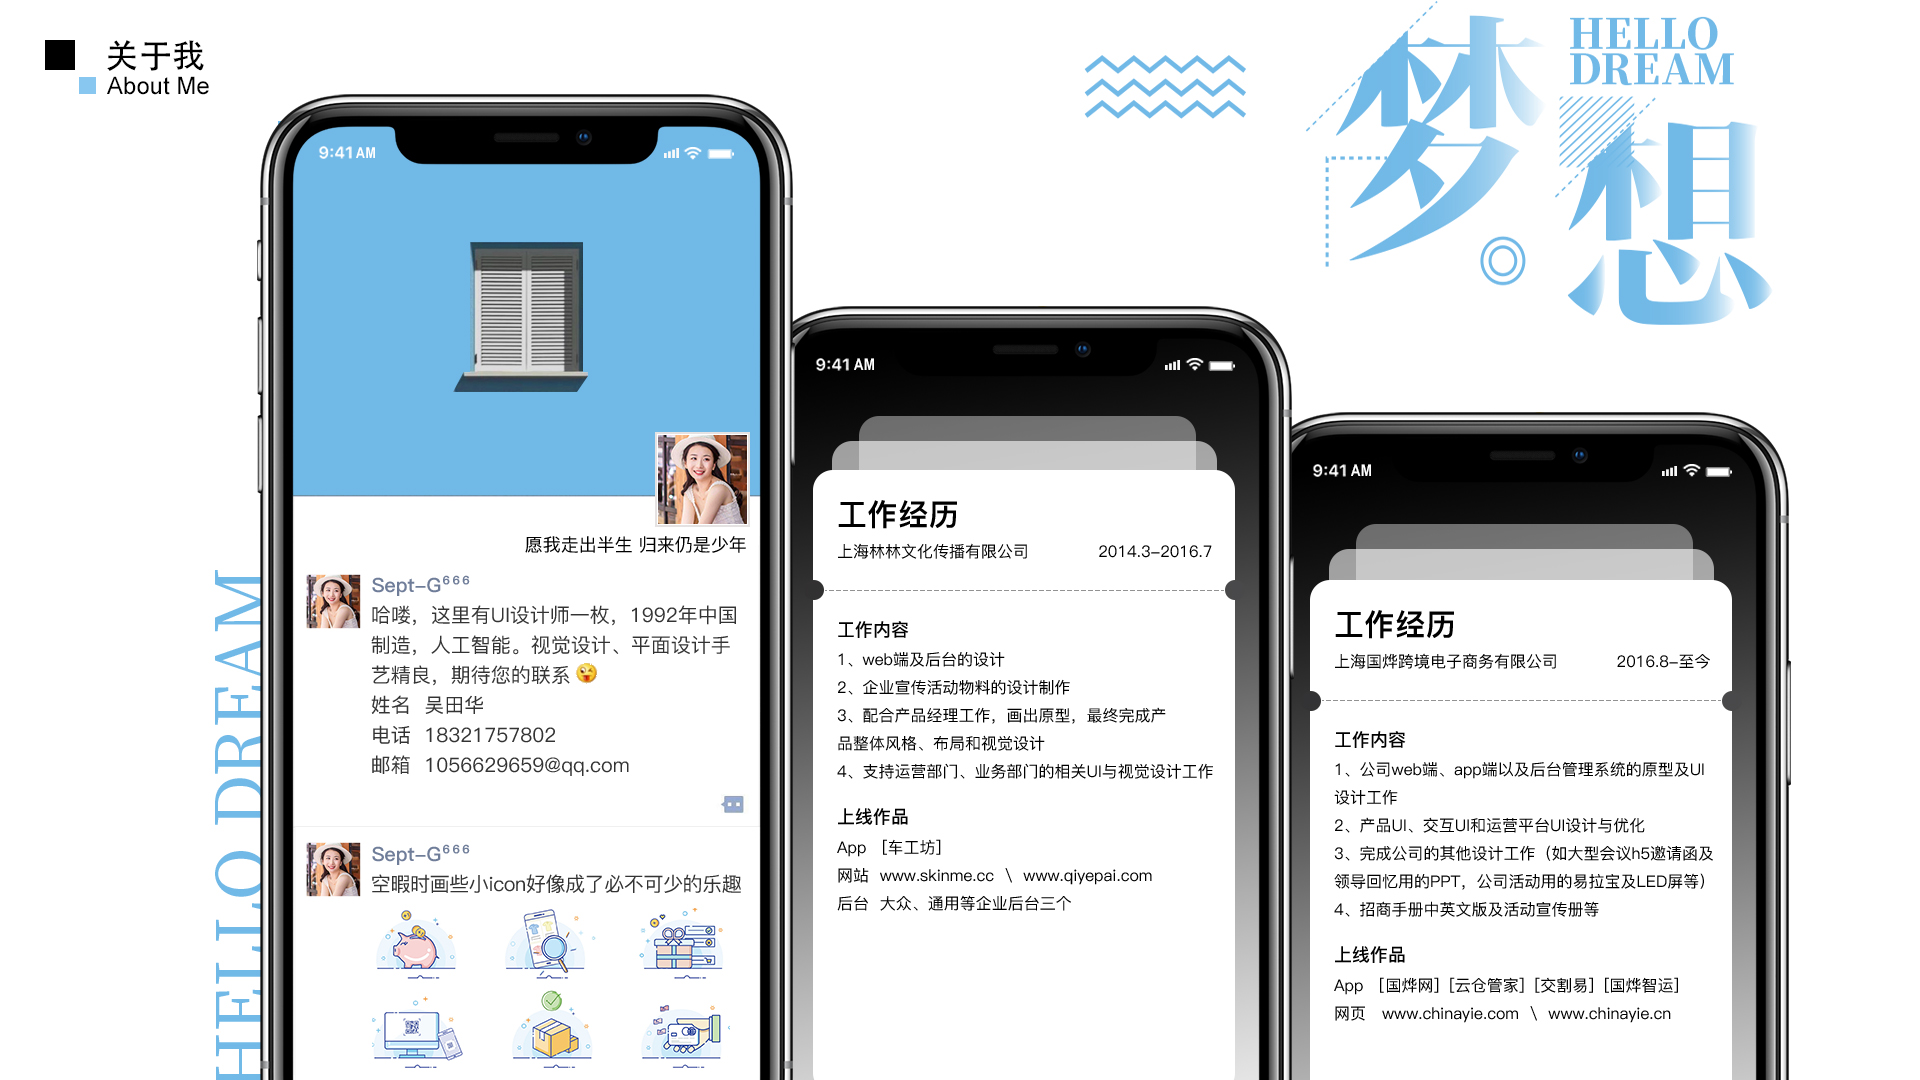 关于我
About Me
HELLO
DREAM
梦想
HELLO DREAM
9:41 AM
愿我走出半生 归来仍是少年
Sept-G⁶⁶⁶
哈喽，这里有UI设计师一枚，1992年中国
制造，人工智能。视觉设计、平面设计手
艺精良，期待您的联系
姓名 吴田华
电话 18321757802
邮箱 1056629659@qq.com
Sept-G⁶⁶⁶
空暇时画些小icon好像成了必不可少的乐趣
9:41 AM
工作经历
上海林林文化传播有限公司 2014.3-2016.7
工作内容
1、web端及后台的设计
2、企业宣传活动物料的设计制作
3、配合产品经理工作，画出原型，最终完成产
品整体风格、布局和视觉设计
4、支持运营部门、业务部门的相关UI与视觉设计工作
上线作品
App [车工坊]
网站 www.skinme.cc \ www.qiyepai.com
后台 大众、通用等企业后台三个
9:41 AM
工作经历
上海国烨跨境电子商务有限公司 2016.8-至今
工作内容
1、公司web端、app端以及后台管理系统的原型及UI
设计工作
2、产品UI、交互UI和运营平台UI设计与优化
3、完成公司的其他设计工作（如大型会议h5邀请函及
领导回忆用的PPT，公司活动用的易拉宝及LED屏等）
4、招商手册中英文版及活动宣传册等
上线作品
App [国烨网] [云仓管家] [交割易] [国烨智运]
网页 www.chinayie.com \ www.chinayie.cn